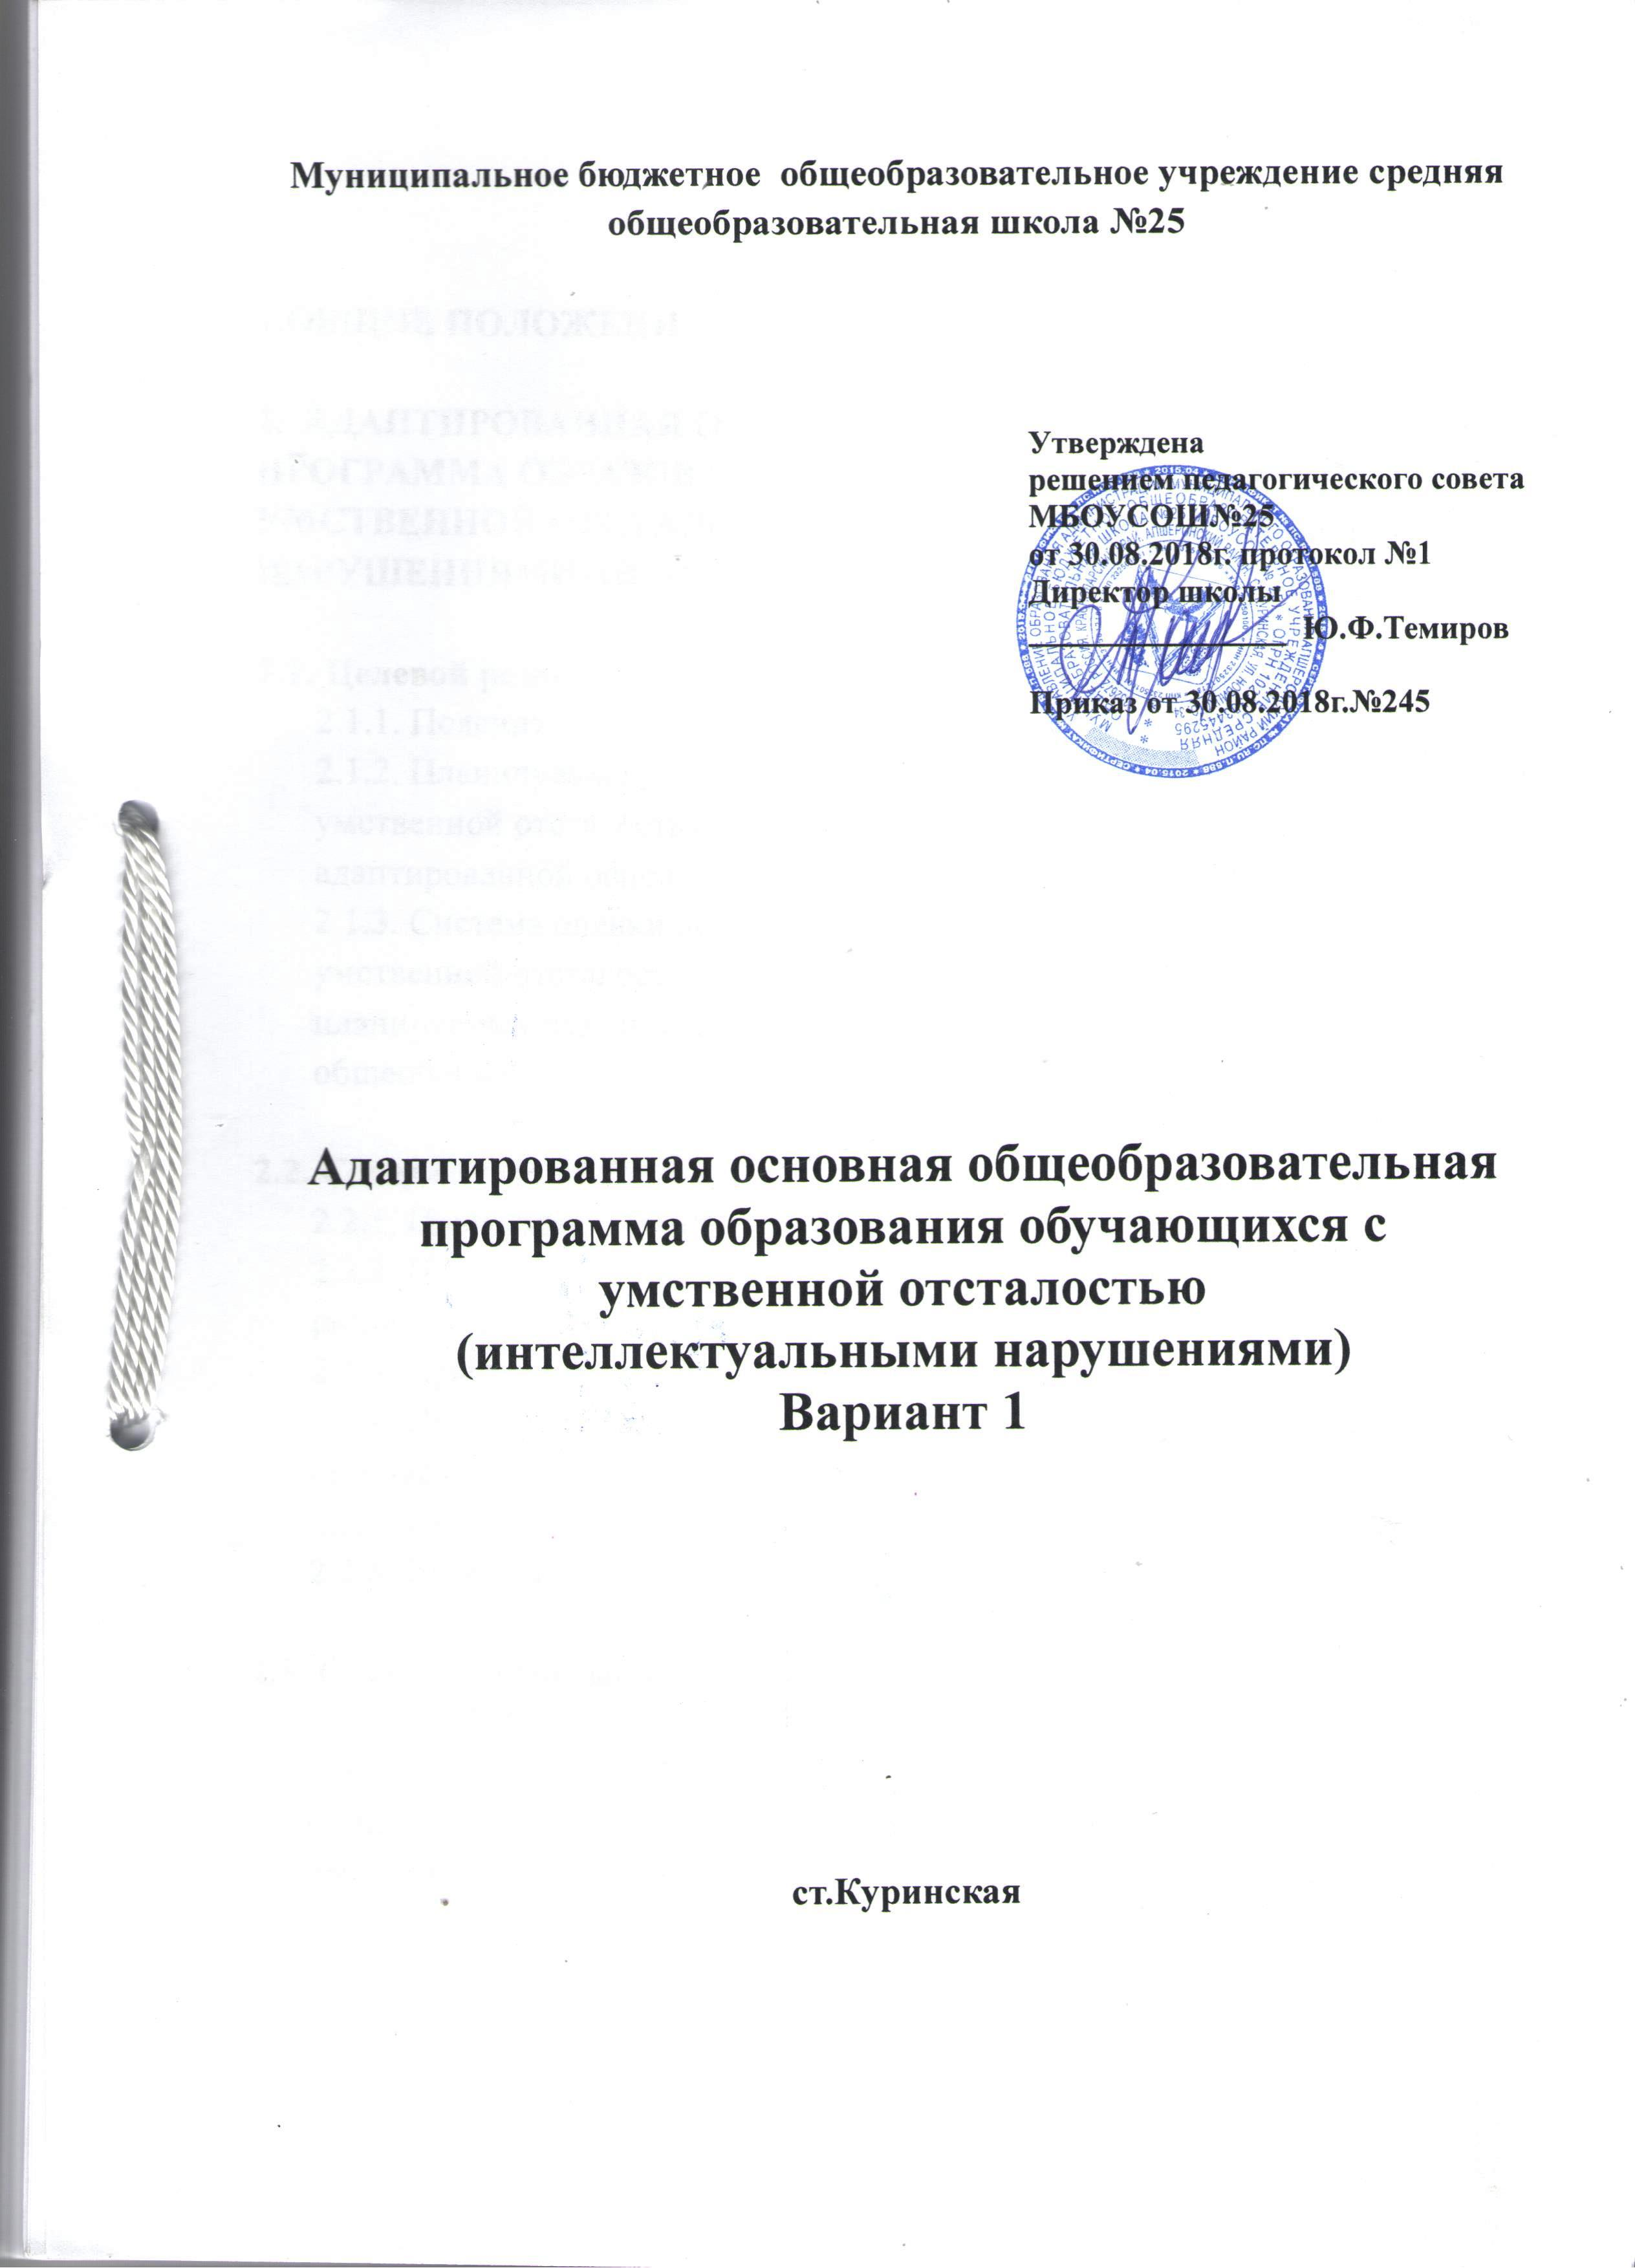 Муниципальное бюджетное общеобразовательное учреждение средняя
общеобразовательная школа №25
Утверждена
решением педагогического совета
МБОУСОШ№25
от 30.08.2018г. протокол №1
Директор школы
Ю.Ф.Темиров
Приказ от 30.08.2018г.№245
Адаптированная основная общеобразовательная
программа образования обучающихся с
умственной отсталостью
(интеллектуальными нарушениями)
Вариант 1
ст.Куринская